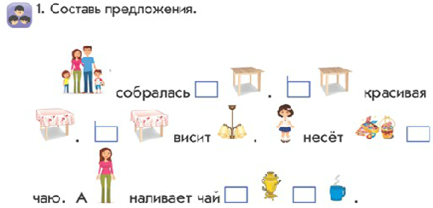 1. Составь предложения.
собралась . красивая
. висит . несёт
чаю. А наливает чай .